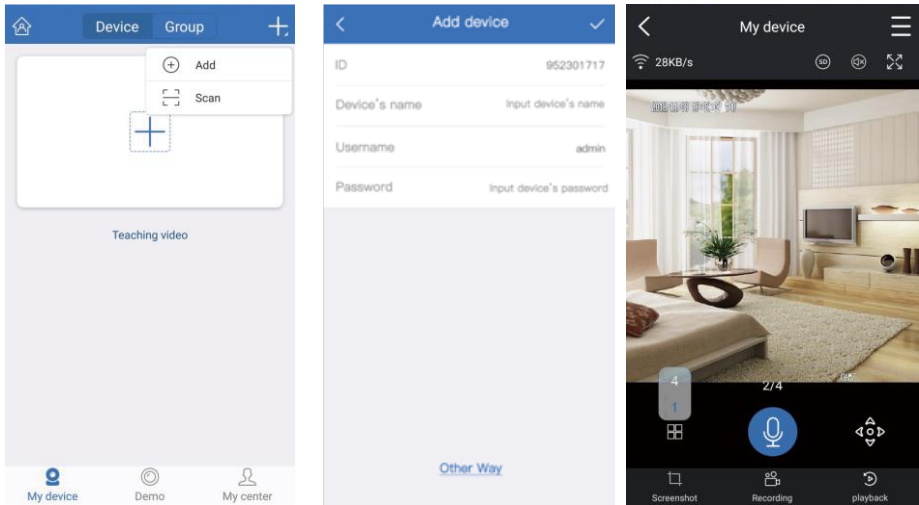 Device Group
Add
Scan
Teaching video
My device Demo My center
Add device
ID 952301717
Device's name Input device's name
Username admin
Password Input device's password
Other Way
My device
28KB/s SD
4
1
2/4
Screenshot Recording playback